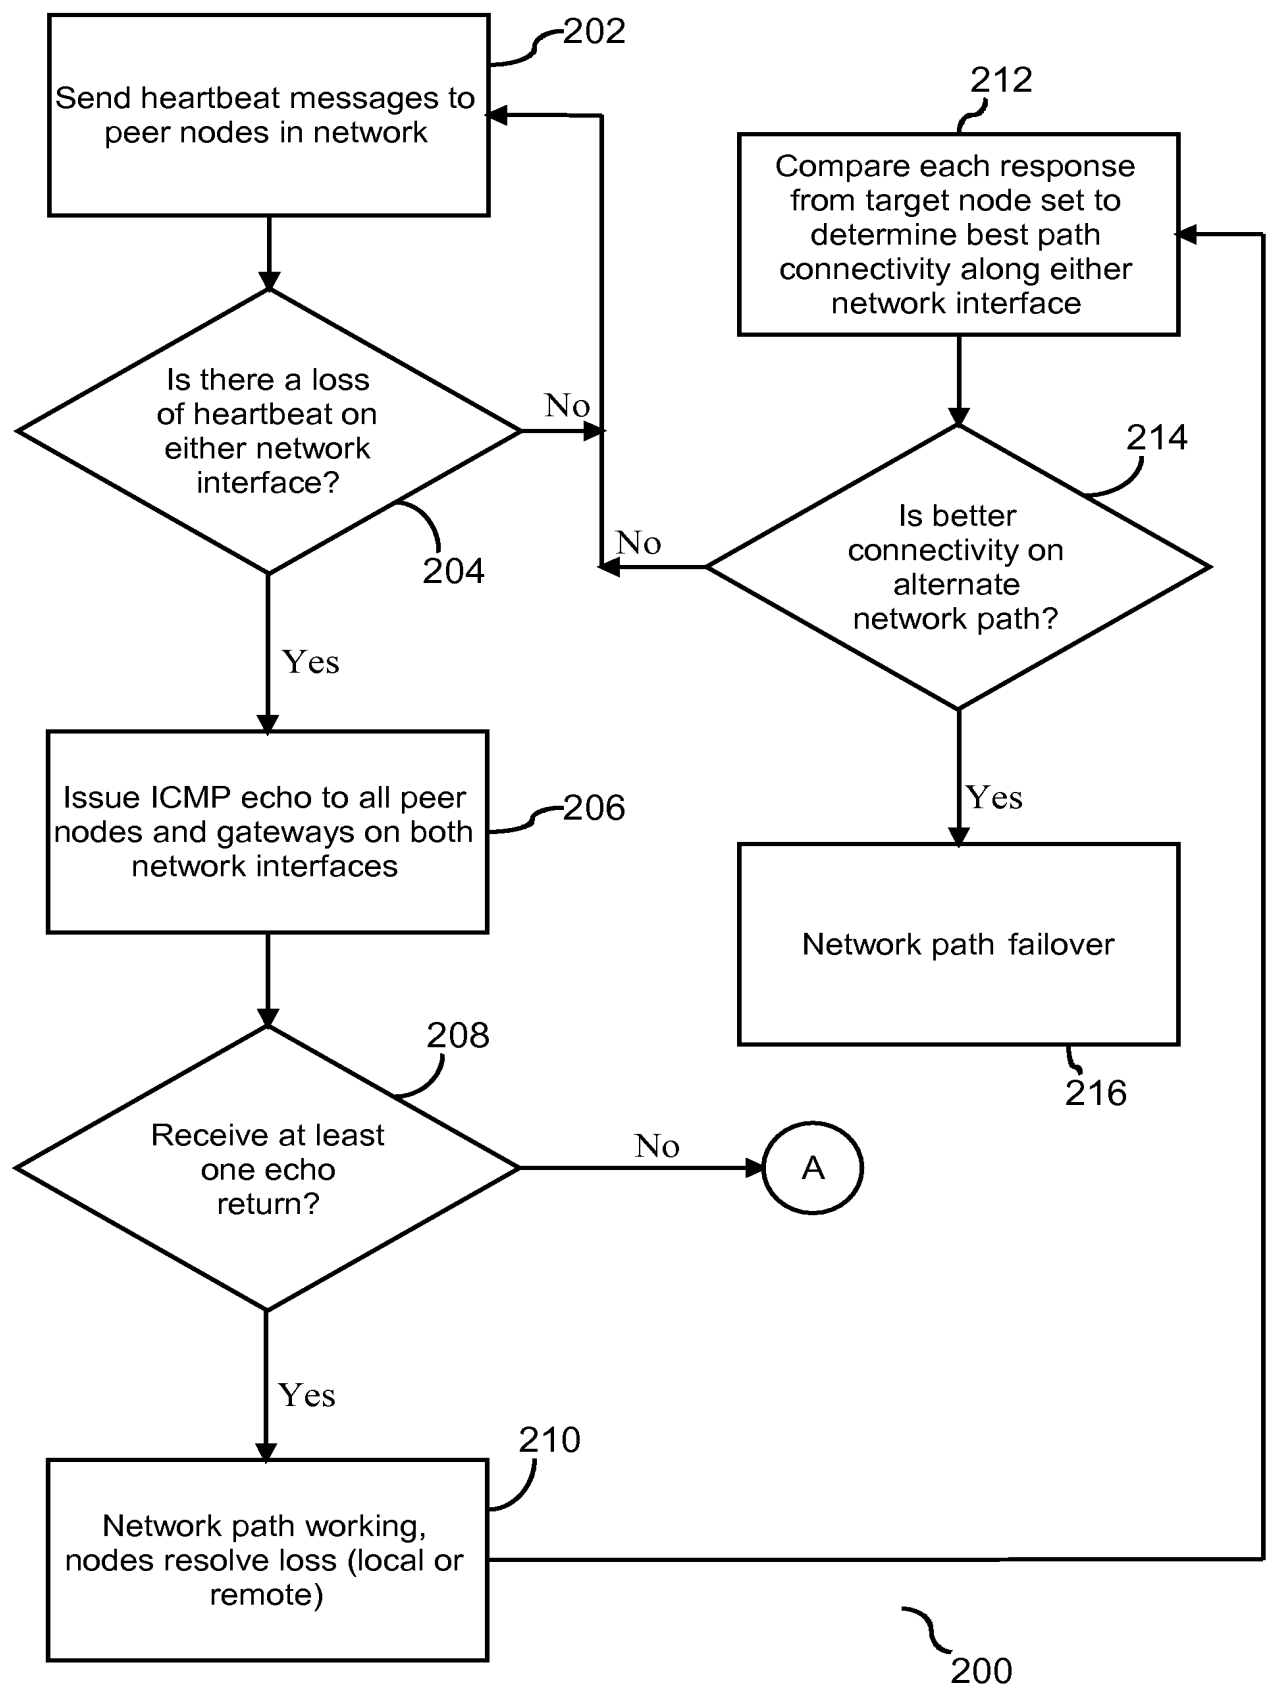 202
Send heartbeat messages to
peer nodes in network
Is there a loss
of heartbeat on
either network
interface?
No
204
Yes
Issue ICMP echo to all peer
nodes and gateways on both
network interfaces
206
208
Receive at least
one echo
return?
No
A
Yes
210
Network path working,
nodes resolve loss (local or
remote)
212
Compare each response
from target node set to
determine best path
connectivity along either
network interface
214
Is better
connectivity on
alternate
network path?
No
Yes
Network path failover
216
200